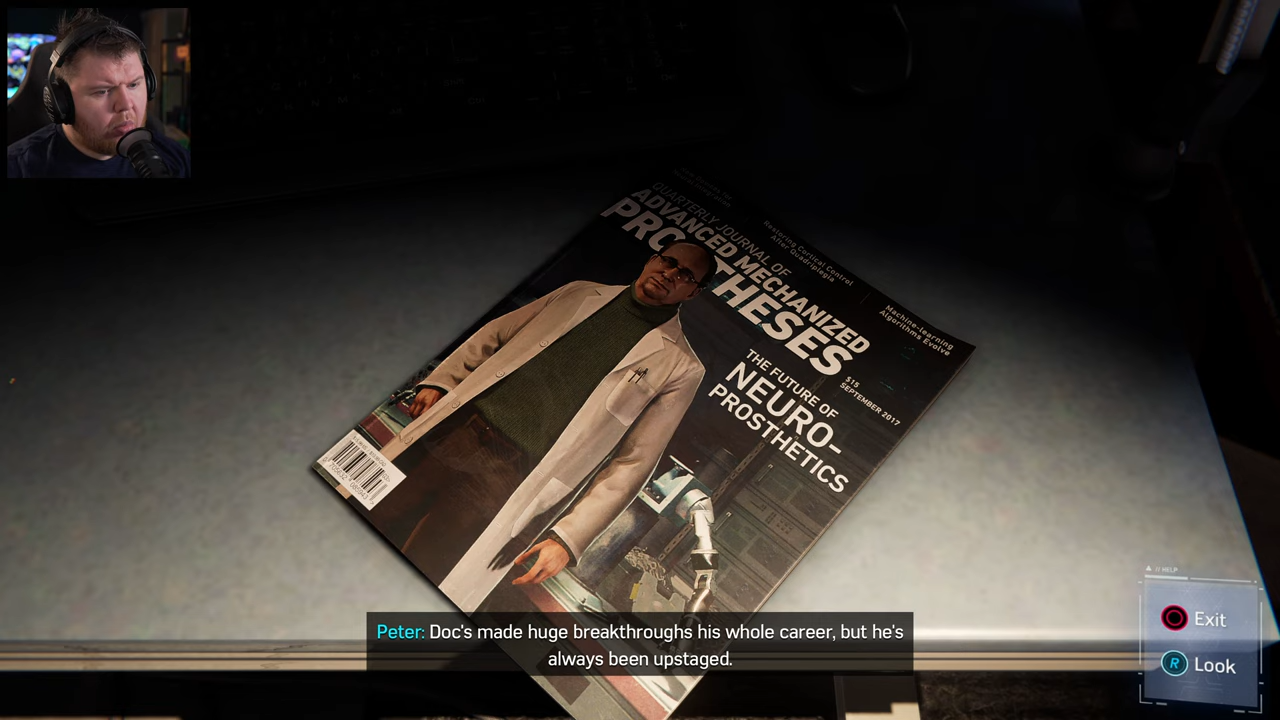 QUARTERLY JOURNAL OF
ADVANCED MECHANIZED
PROSTHESES
Restoring Cortical Control
After Quadriplegia
Machine-learning
Algorithms Evolve
$15
SEPTEMBER 2017
THE FUTURE OF
NEURO-
PROSTHETICS
Peter: Doc's made huge breakthroughs his whole career, but he's
always been upstaged.
HELP
Exit
R Look